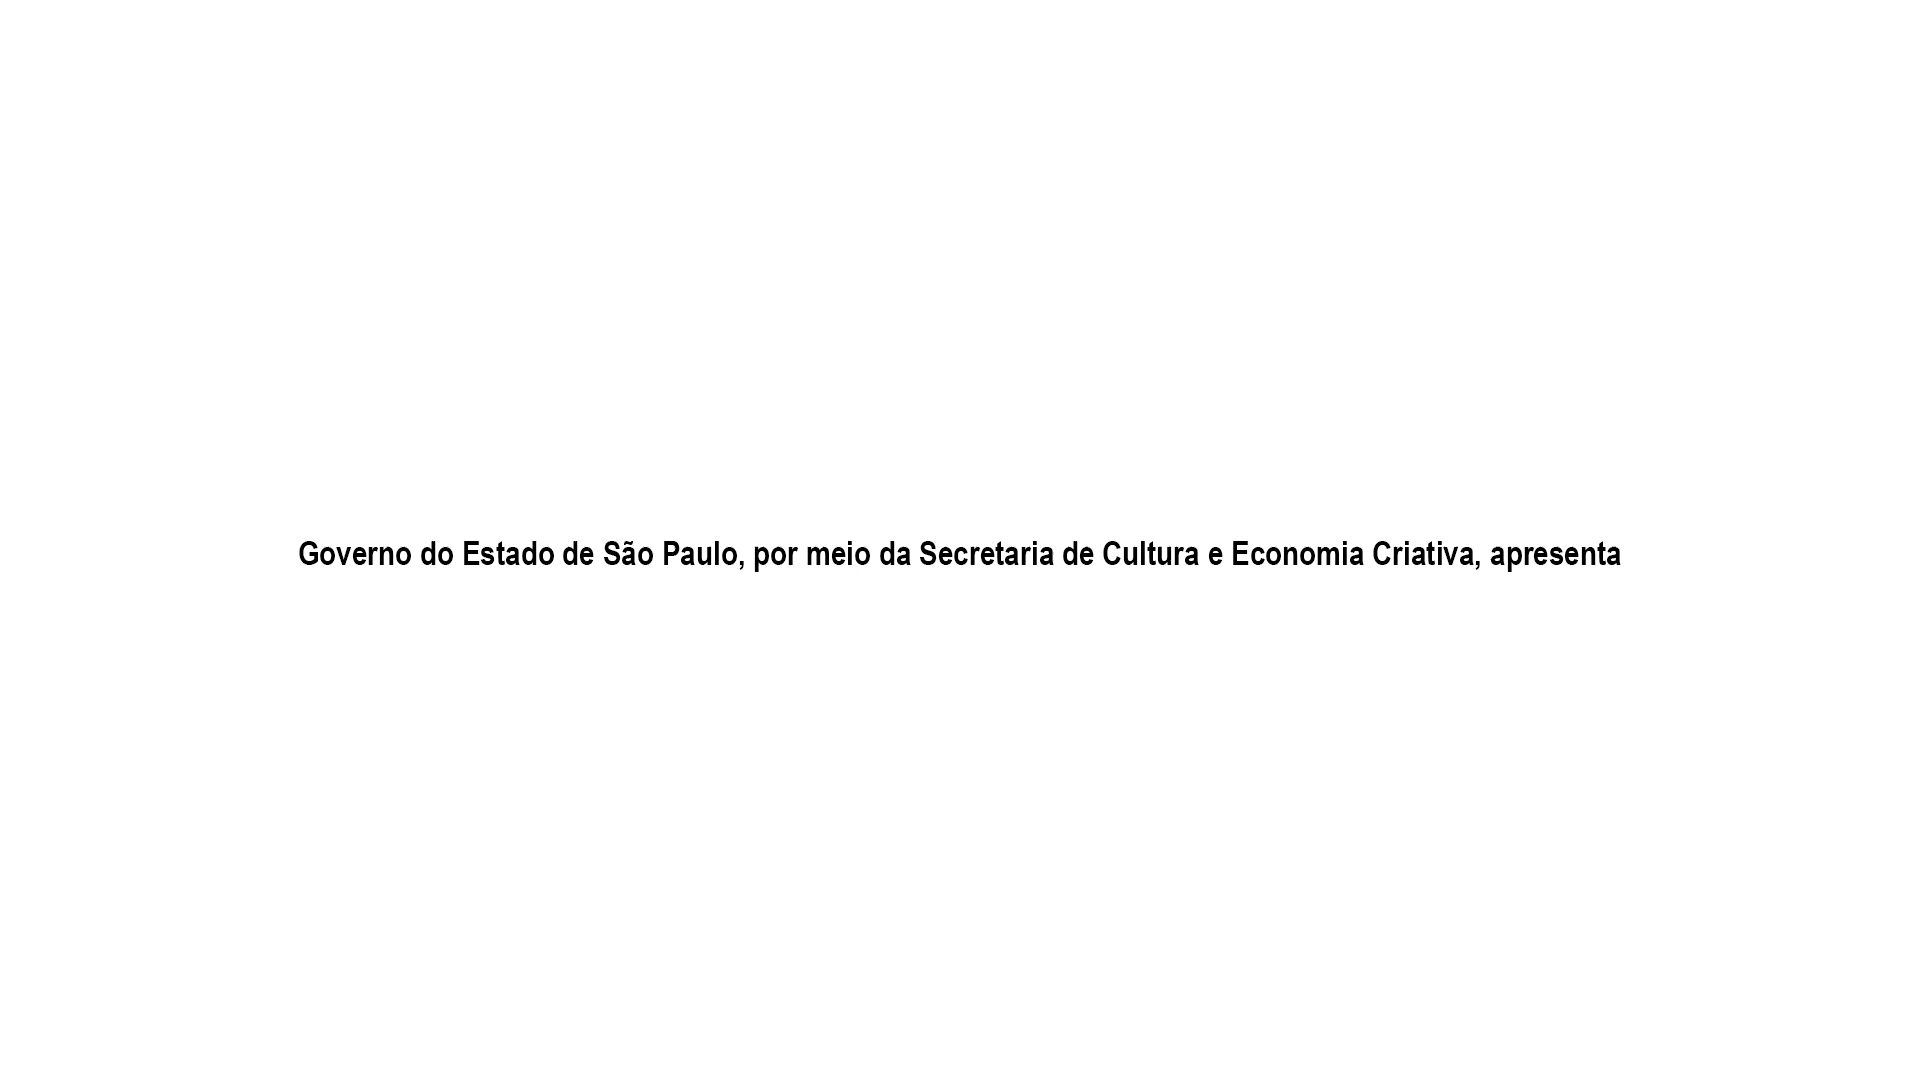 Governo do Estado de São Paulo, por meio da Secretaria de Cultura e Economia Criativa, apresenta